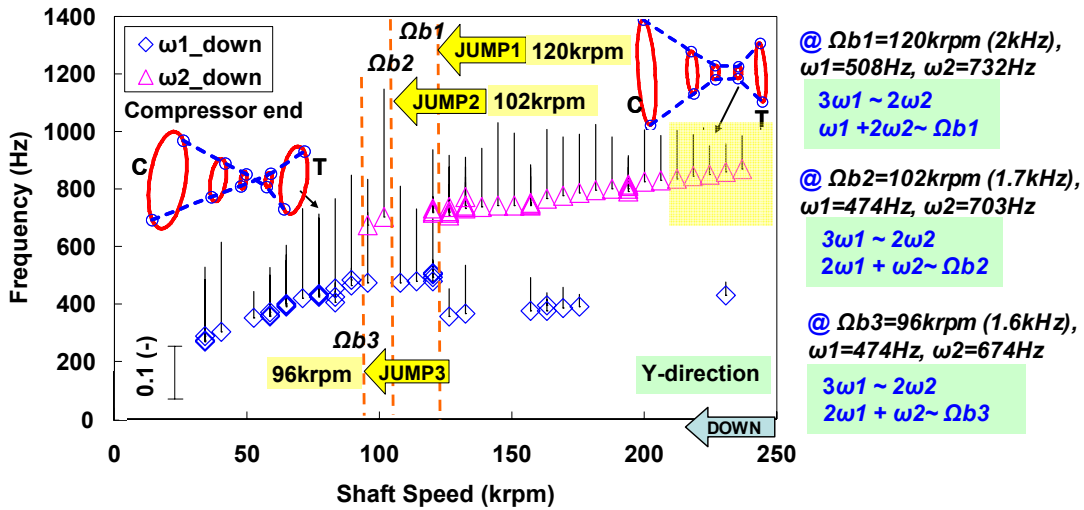 1400
1200
1000
800
600
400
200
0
Frequency (Hz)
ω1_down
ω2_down
Compressor end
C
T
Ωb1
JUMP1
120krpm
Ωb2
JUMP2
102krpm
C
T
Ωb3
96krpm
JUMP3
0.1 (-)
Y-direction
DOWN
0
50
100
150
200
250
Shaft Speed (krpm)
@ Ωb1=120krpm (2kHz),
ω1=508Hz, ω2=732Hz
3ω1 ~ 2ω2
ω1 +2ω2~ Ωb1
@ Ωb2=102krpm (1.7kHz),
ω1=474Hz, ω2=703Hz
3ω1 ~ 2ω2
2ω1 + ω2~ Ωb2
@ Ωb3=96krpm (1.6kHz),
ω1=474Hz, ω2=674Hz
3ω1 ~ 2ω2
2ω1 + ω2~ Ωb3